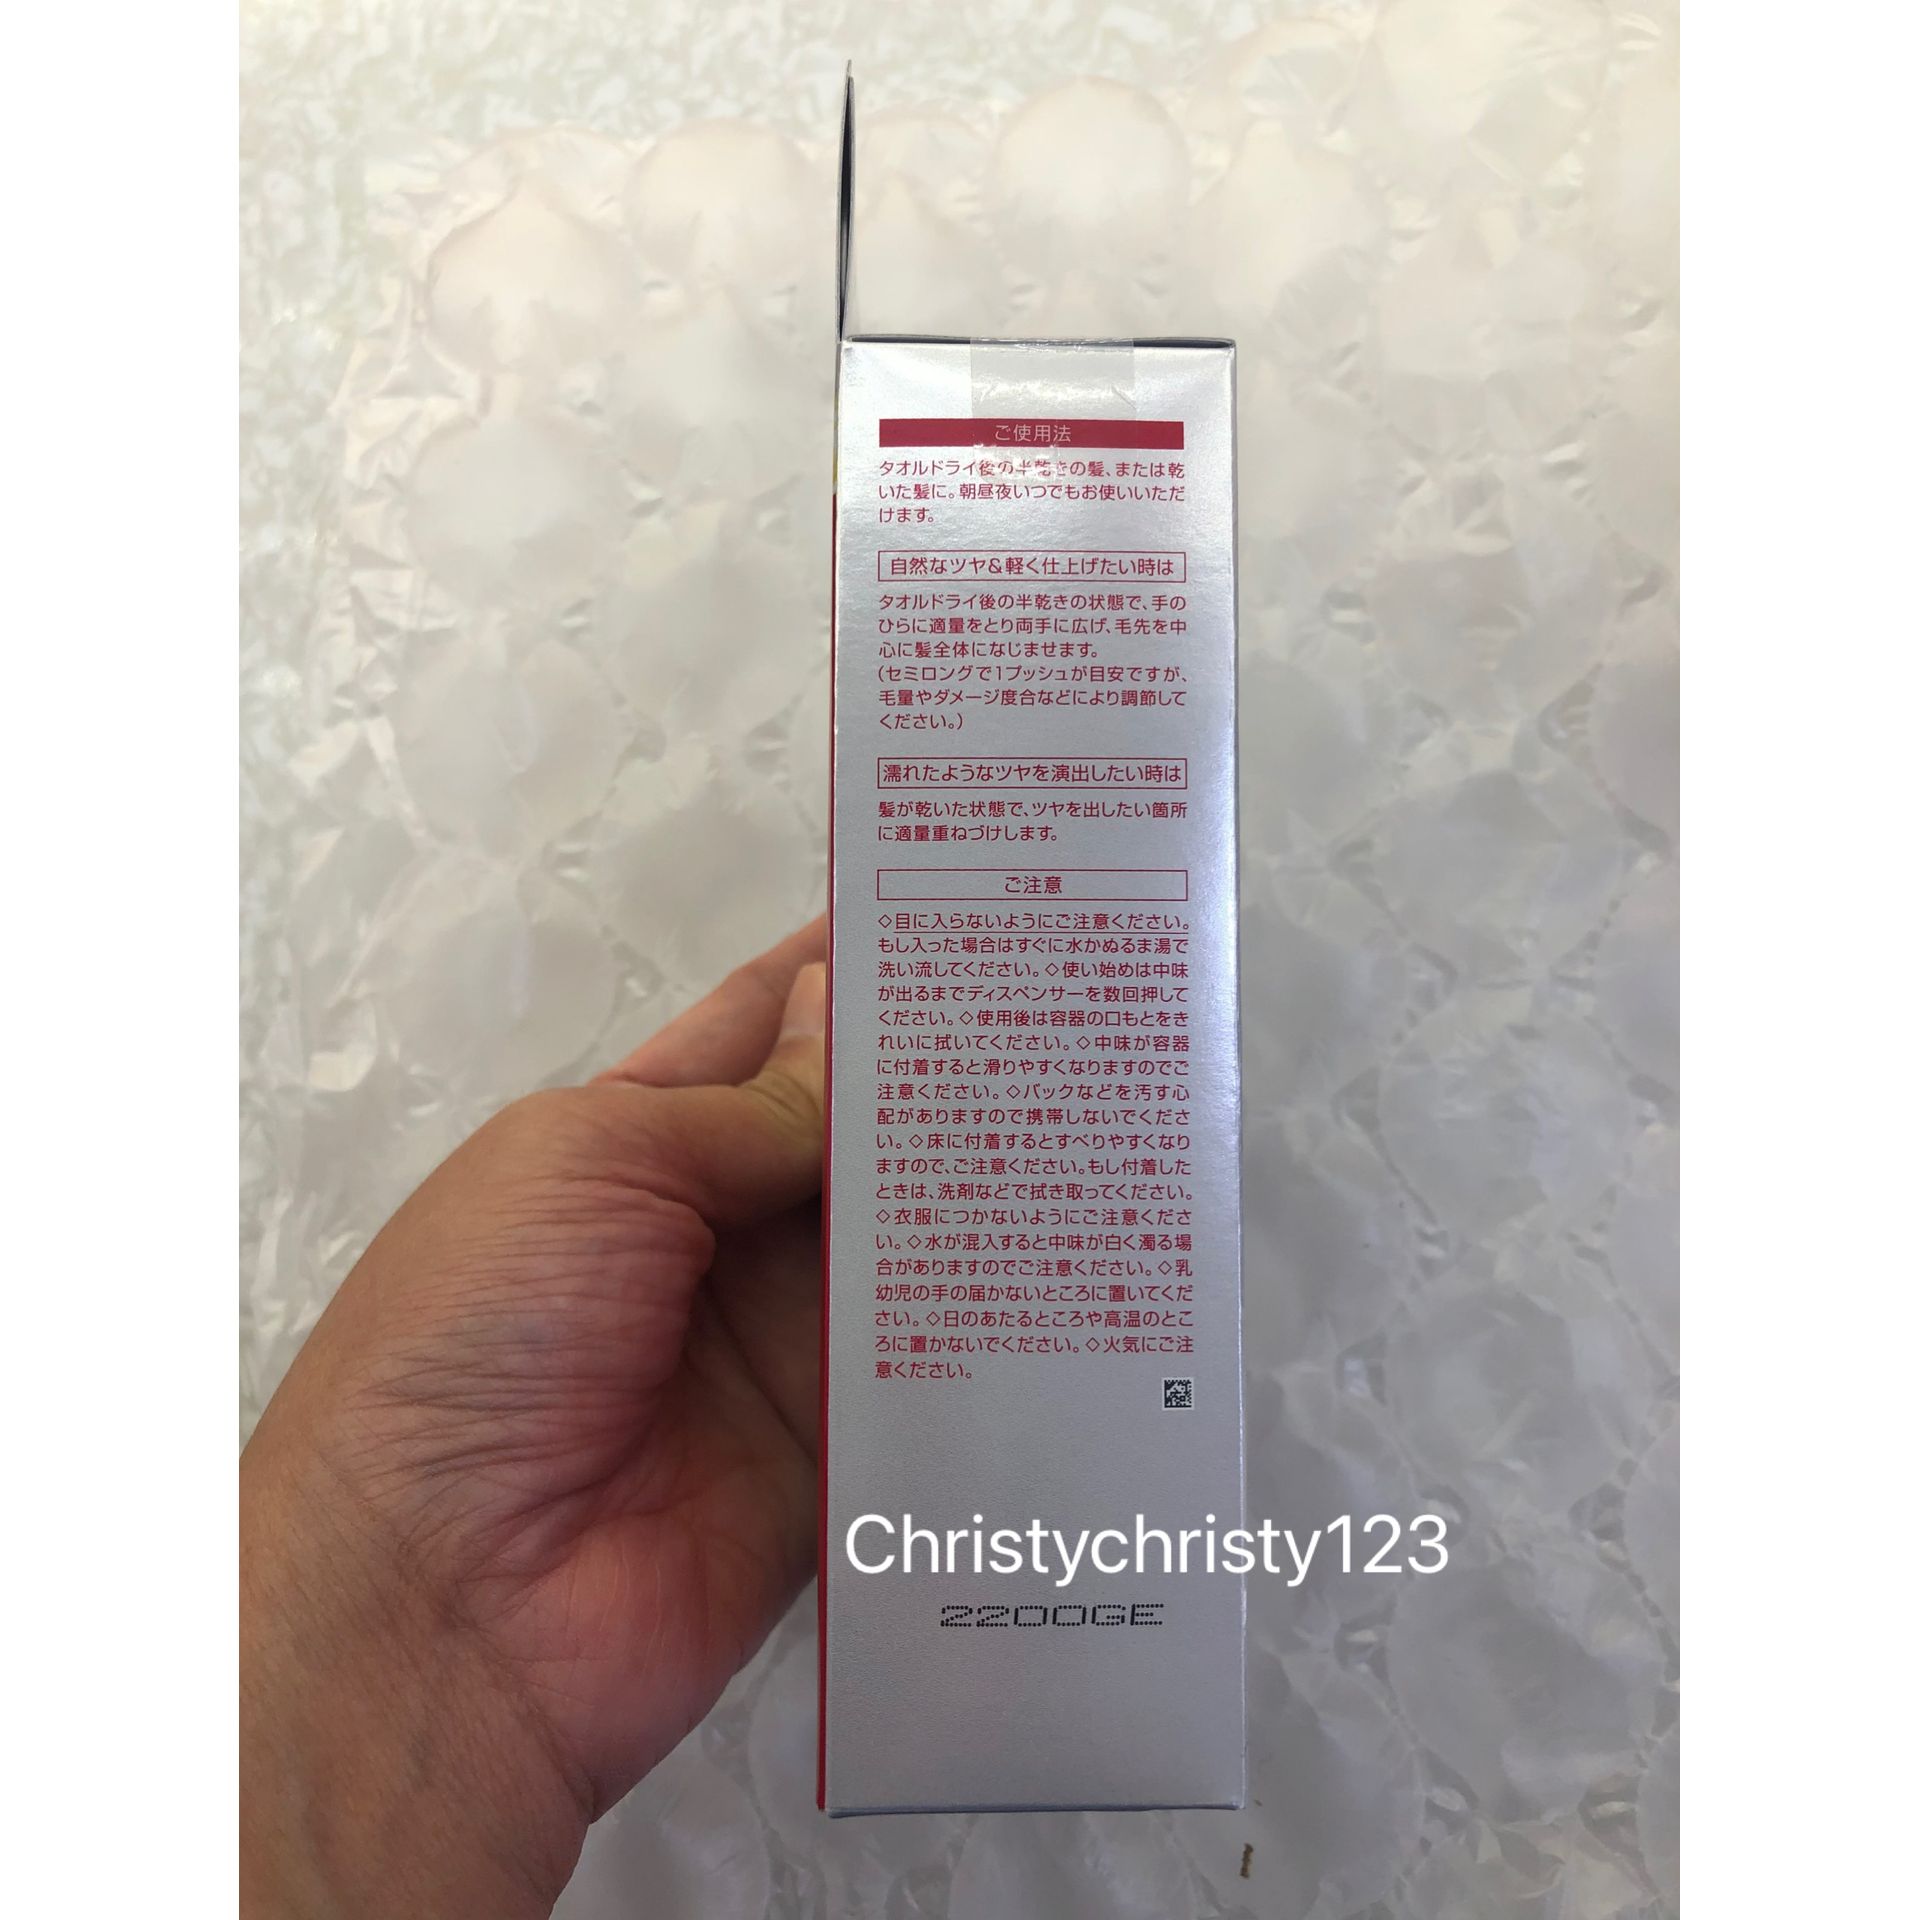 ご使用法
タオルドライ後の半乾きの髪、または乾
いた髪に。朝昼夜いつでもお使いいただ
けます。
自然なツヤ&軽く仕上げたい時は
タオルドライ後の半乾きの状態で、手の
ひらに適量をとり両手に広げ、毛先を中
心に髪全体になじませます。
(セミロングで1プッシュが目安ですが、
毛量やダメージ度合などにより調節して
ください。)
濡れたようなツヤを演出したい時は
髪が乾いた状態で、ツヤを出したい箇所
に適量重ねづけします。
ご注意
◇目に入らないようにご注意ください。
もし入った場合はすぐに水かぬるま湯で
洗い流してください。◇使い始めは中味
が出るまでディスペンサーを数回押して
ください。◇使用後は容器の口もとをき
れいに拭いてください。◇中味が容器
に付着すると滑りやすくなりますのでご
注意ください。◇バックなどを汚す心
配がありますので携帯しないでくださ
い。◇床に付着するとすべりやすくなり
ますので、ご注意ください。もし付着した
ときは、洗剤などで拭き取ってください。
◇衣服につかないようにご注意くださ
い。◇水が混入すると中味が白く濁る場
合がありますのでご注意ください。◇乳
幼児の手の届かないところに置いてくだ
さい。◇日のあたるところや高温のとこ
ろに置かないでください。◇火気にご注
意ください。
Christychristy123
2200GE